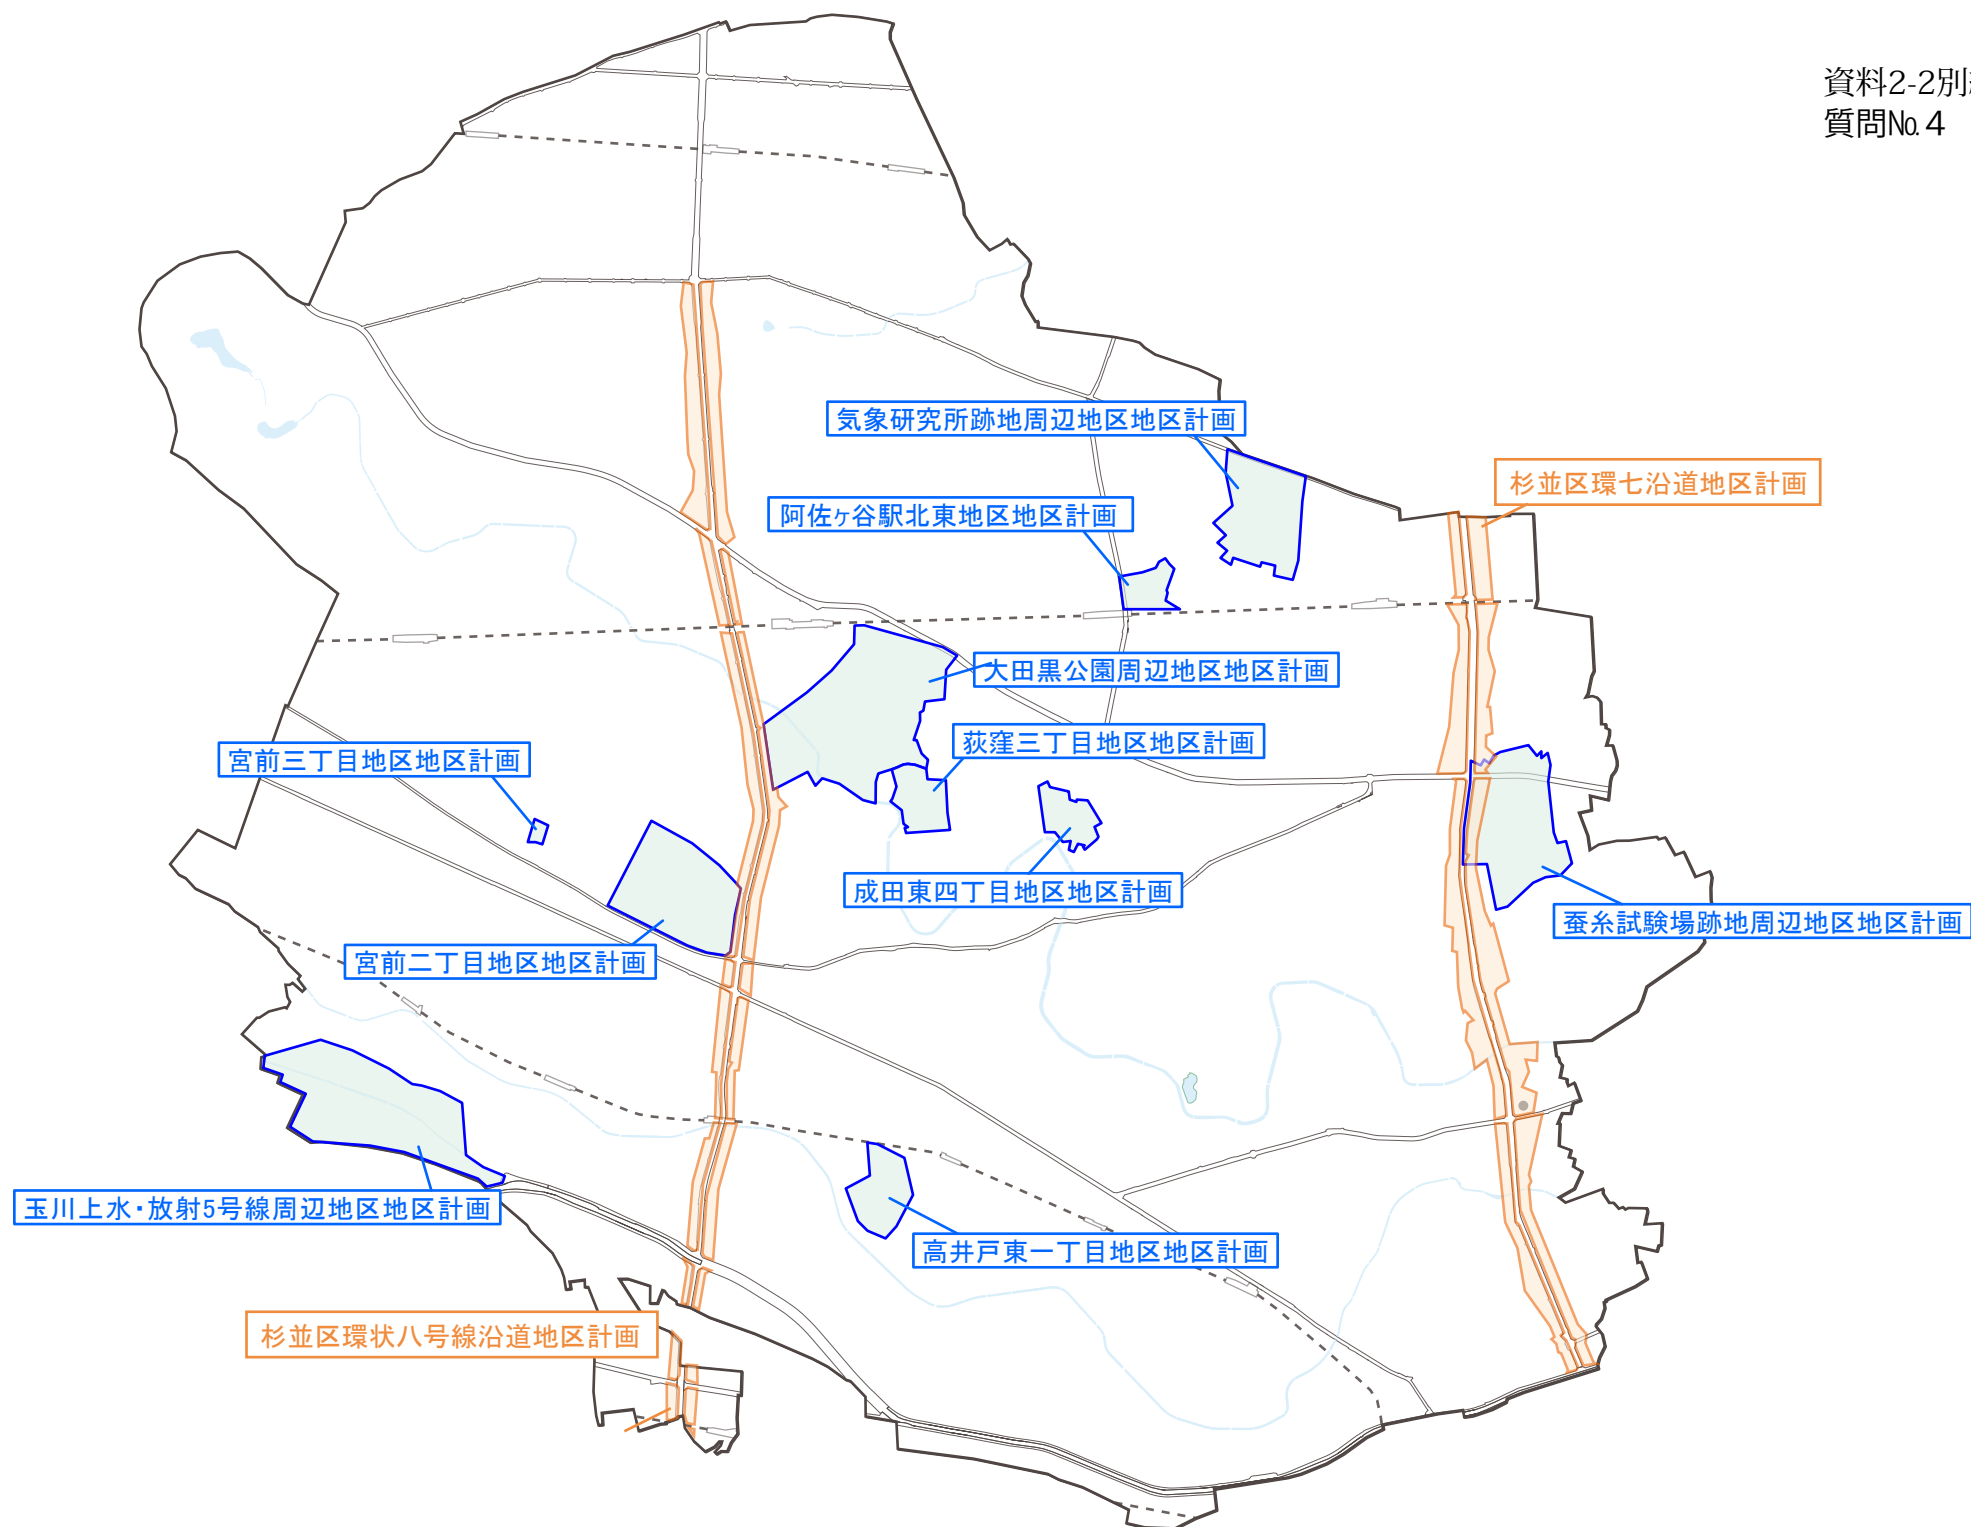 資料2-2別
質問№4
気象研究所跡地周辺地区地区計画
杉並区環七沿道地区計画
阿佐ヶ谷駅北東地区地区計画
大田黒公園周辺地区地区計画
荻窪三丁目地区地区計画
宮前三丁目地区地区計画
成田東四丁目地区地区計画
蚕糸試験場跡地周辺地区地区計画
宮前二丁目地区地区計画
玉川上水・放射5号線周辺地区地区計画
高井戸東一丁目地区地区計画
杉並区環状八号線沿道地区計画